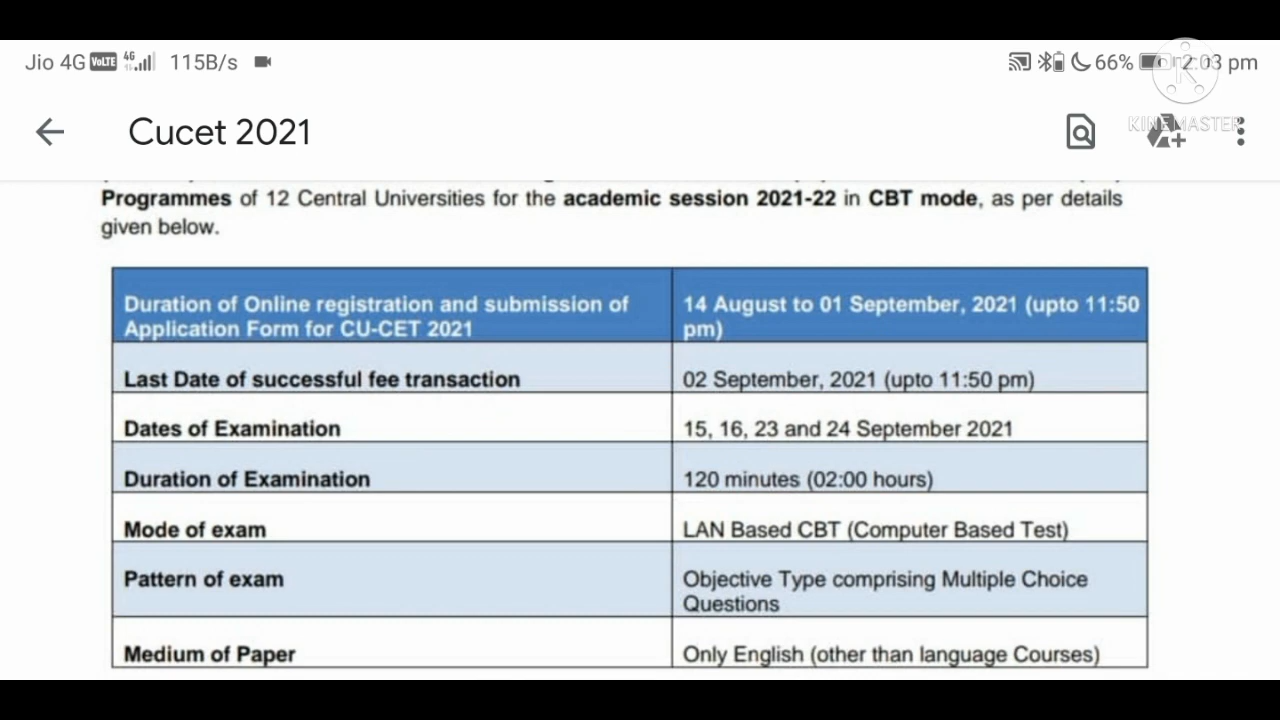 Jio 4G VoLTE 4G 115B/s 66% 2:03 pm
Cucet 2021
KINEMASTER
Programmes of 12 Central Universities for the academic session 2021-22 in CBT mode, as per details
given below.
Duration of Online registration and submission of
Application Form for CU-CET 2021
14 August to 01 September, 2021 (upto 11:50
pm)
Last Date of successful fee transaction
02 September, 2021 (upto 11:50 pm)
Dates of Examination
15, 16, 23 and 24 September 2021
Duration of Examination
120 minutes (02:00 hours)
Mode of exam
LAN Based CBT (Computer Based Test)
Pattern of exam
Objective Type comprising Multiple Choice
Questions
Medium of Paper
Only English (other than language Courses)